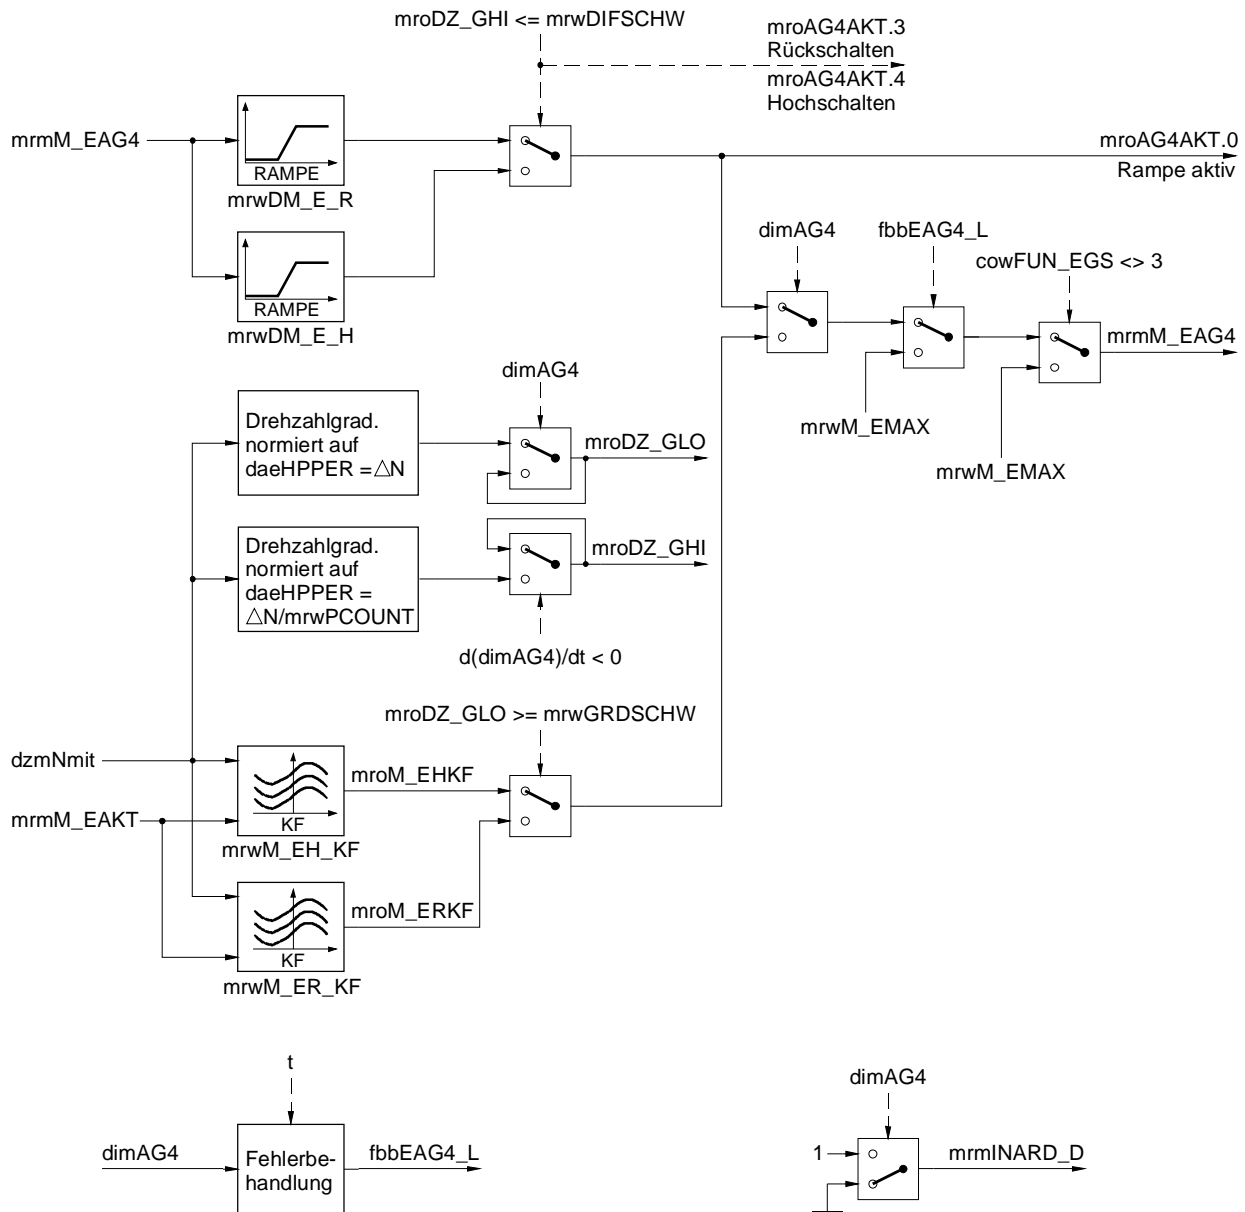 mroDZ_GHI <= mrwDIFSCHW
mroAG4AKT.3
Rückschalten
mroAG4AKT.4
Hochschalten
mrmM_EAG4
RAMPE
mrwDM_E_R
mroAG4AKT.0
Rampe aktiv
RAMPE
mrwDM_E_H
dimAG4
fbbEAG4_L
cowFUN_EGS <> 3
mrmM_EAG4
mrwM_EMAX
mrwM_EMAX
dimAG4
Drehzahlgrad.
normiert auf
daeHPPER =△N
mroDZ_GLO
Drehzahlgrad.
normiert auf
daeHPPER =
△N/mrwPCOUNT
mroDZ_GHI
d(dimAG4)/dt < 0
mroDZ_GLO >= mrwGRDSCHW
dzmNmit
mrmM_EAKT
KF
mrwM_EH_KF
mroM_EHKF
KF
mrwM_ER_KF
mroM_ERKF
t
dimAG4
Fehlerbe-
handlung
fbbEAG4_L
dimAG4
1
mrmINARD_D